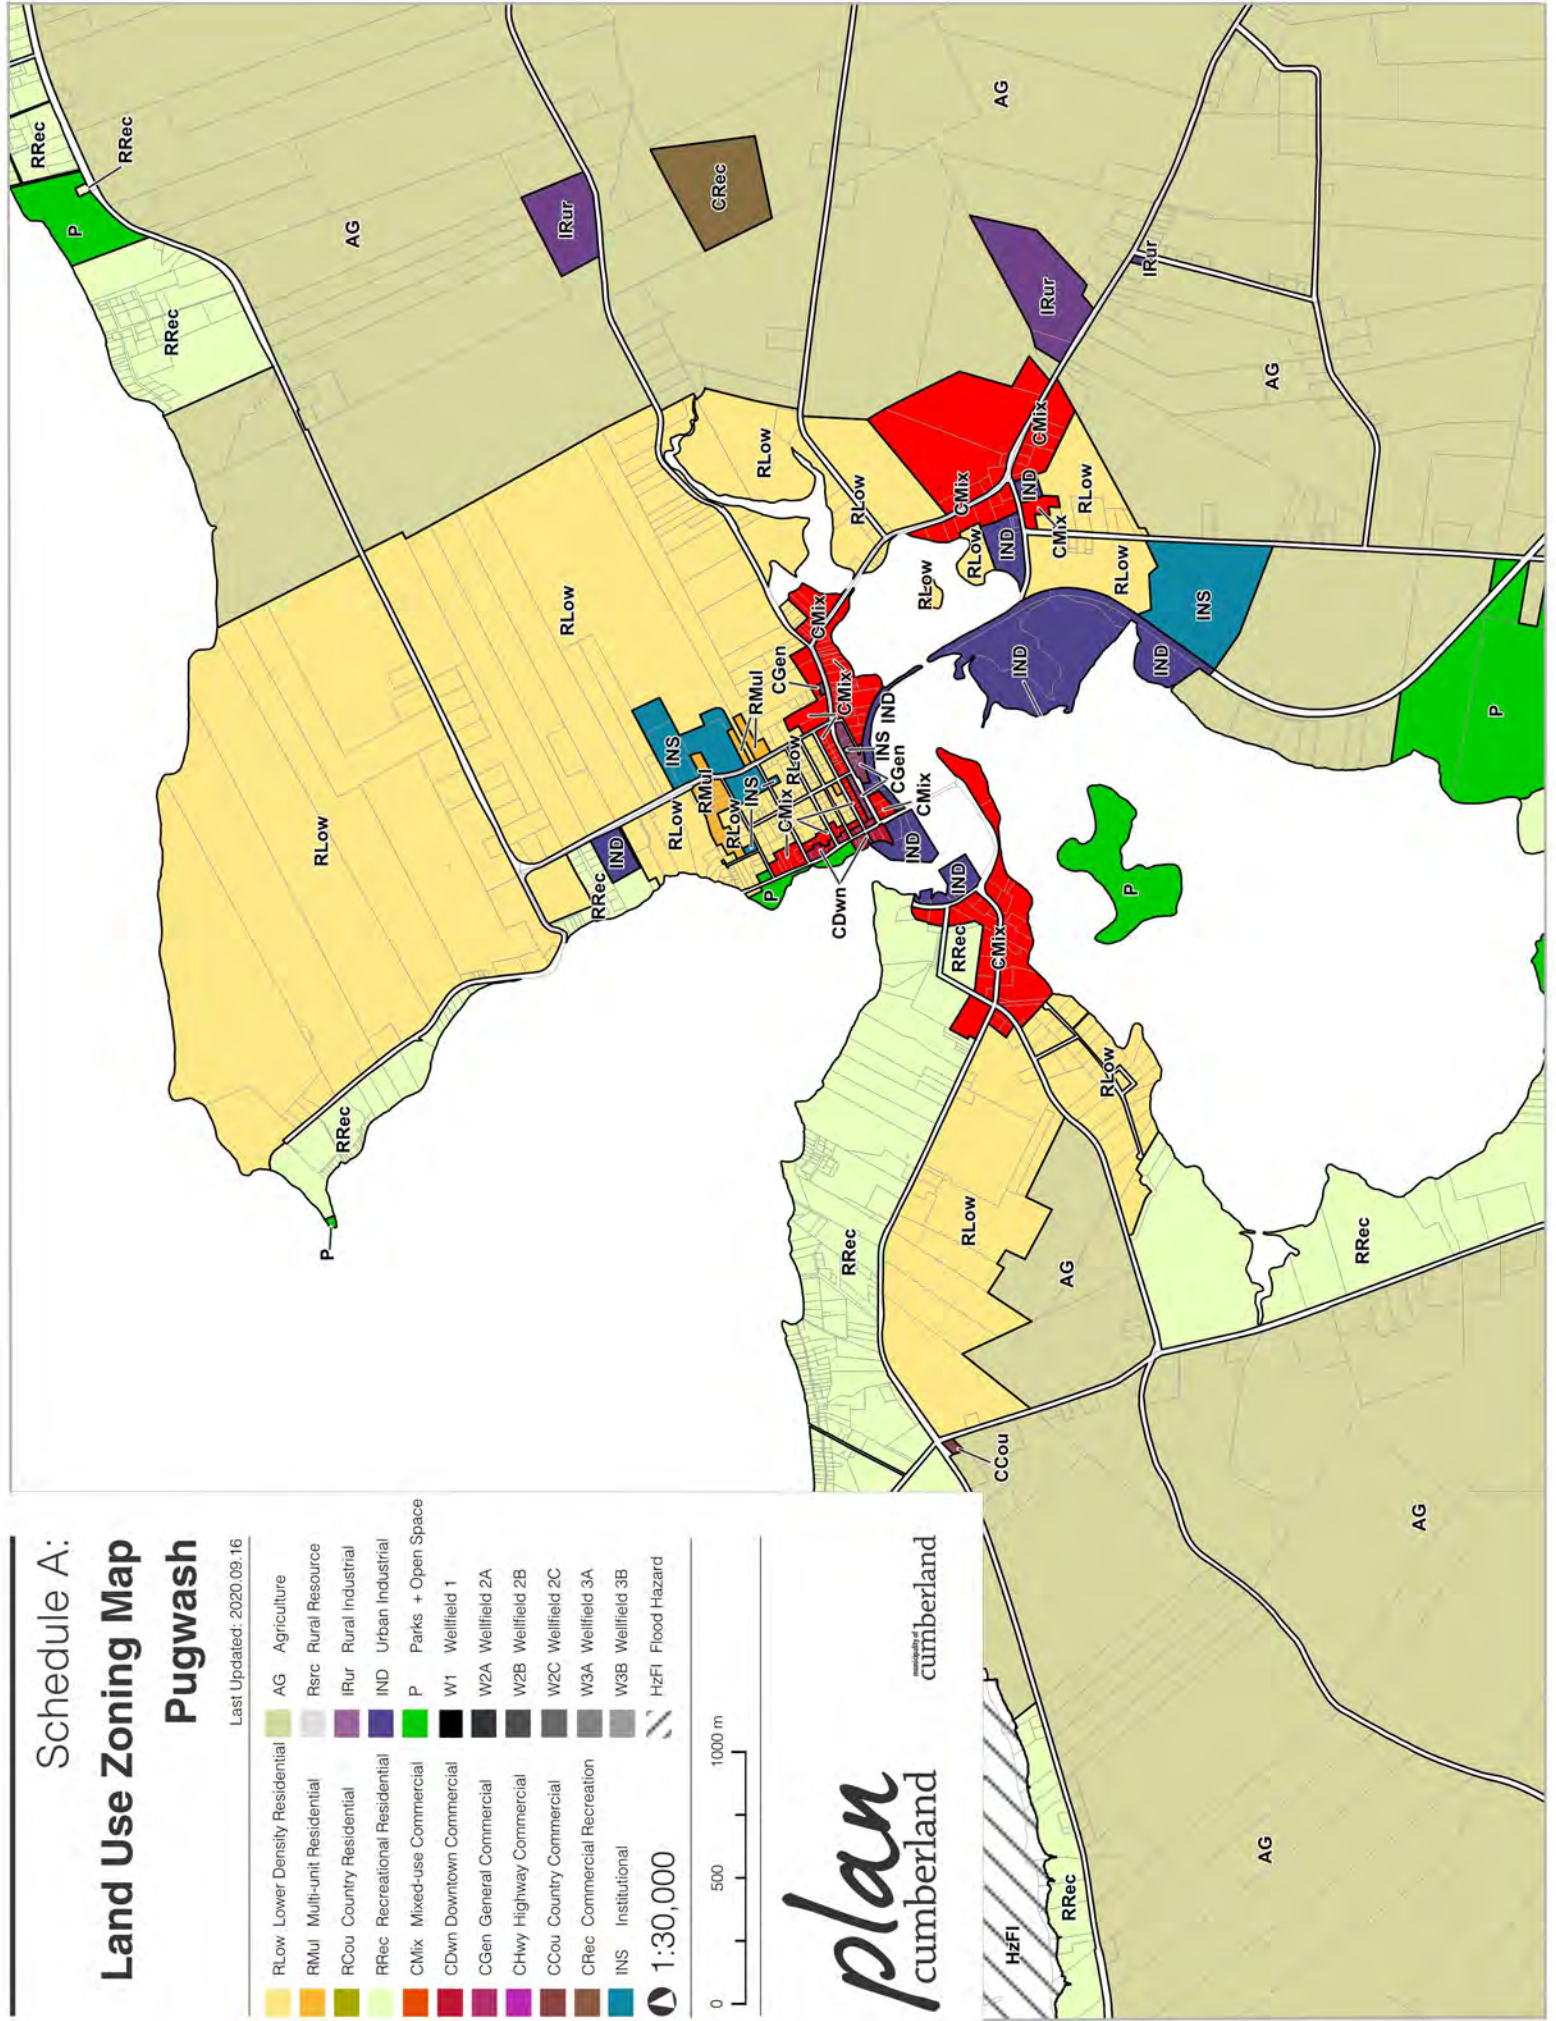 Schedule A:
Land Use Zoning Map
Pugwash
Last Updated: 2020.09.16
RLow Lower Density Residential
RMul Multi-unit Residential
RCou Country Residential
RRec Recreational Residential
CMix Mixed-use Commercial
CDwn Downtown Commercial
CGen General Commercial
CHwy Highway Commercial
CCou Country Commercial
CRec Commercial Recreation
INS Institutional
AG Agriculture
Rsrc Rural Resource
IRur Rural Industrial
IND Urban Industrial
P Parks + Open Space
W1 Wellfield 1
W2A Wellfield 2A
W2B Wellfield 2B
W2C Wellfield 2C
W3A Wellfield 3A
W3B Wellfield 3B
HzFl Flood Hazard
1:30,000
0 500 1000 m
plan
cumberland
municipality of
cumberland
HzFl
RRec
AG
AG
CCou
RRec
AG
RLow
RRec
RLow
CMix
RRec
IND
P
P
RRec
RLow
RRec
IND
RLow
RLow
P
CDwn
IND
CMix
CGen
INS
IND
CMix
RLow
CMix
INS
RLow
RMul
INS
RMul
CGen
CMix
RLow
RLow
RLow
RLow
RLow
IND
CMix
IND
CMix
CMix
RLow
RLow
IND
IND
INS
P
AG
IRur
IRur
AG
CRec
IRur
AG
RRec
P
RRec
RRec